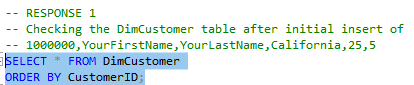 -- RESPONSE 1
-- Checking the DimCustomer table after initial insert of
-- 1000000,YourFirstName,YourLastName,California,25,5
SELECT * FROM DimCustomer
ORDER BY CustomerID;